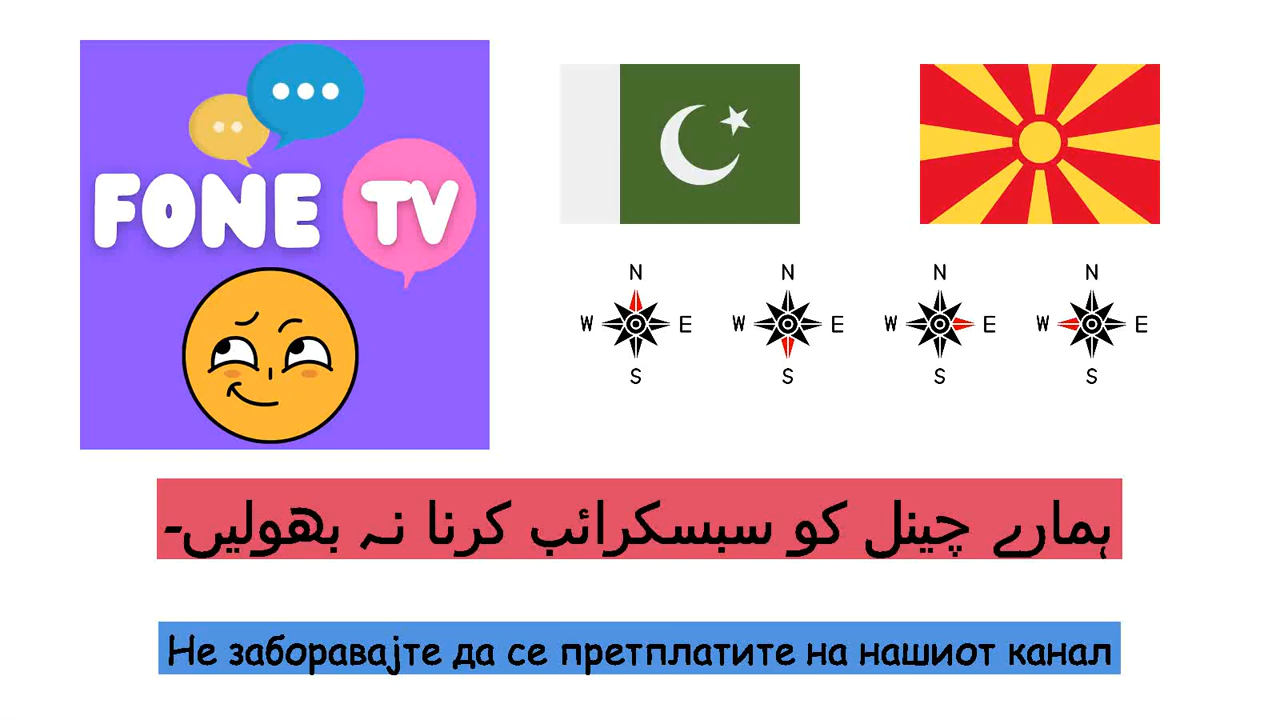 FONE TV
N
W E
S
N
W E
S
N
W E
S
N
W E
S
ہمارے چینل کو سبسکرائب کرنا نہ بھولیں۔
Не заборавајте да се претплатите на нашиот канал